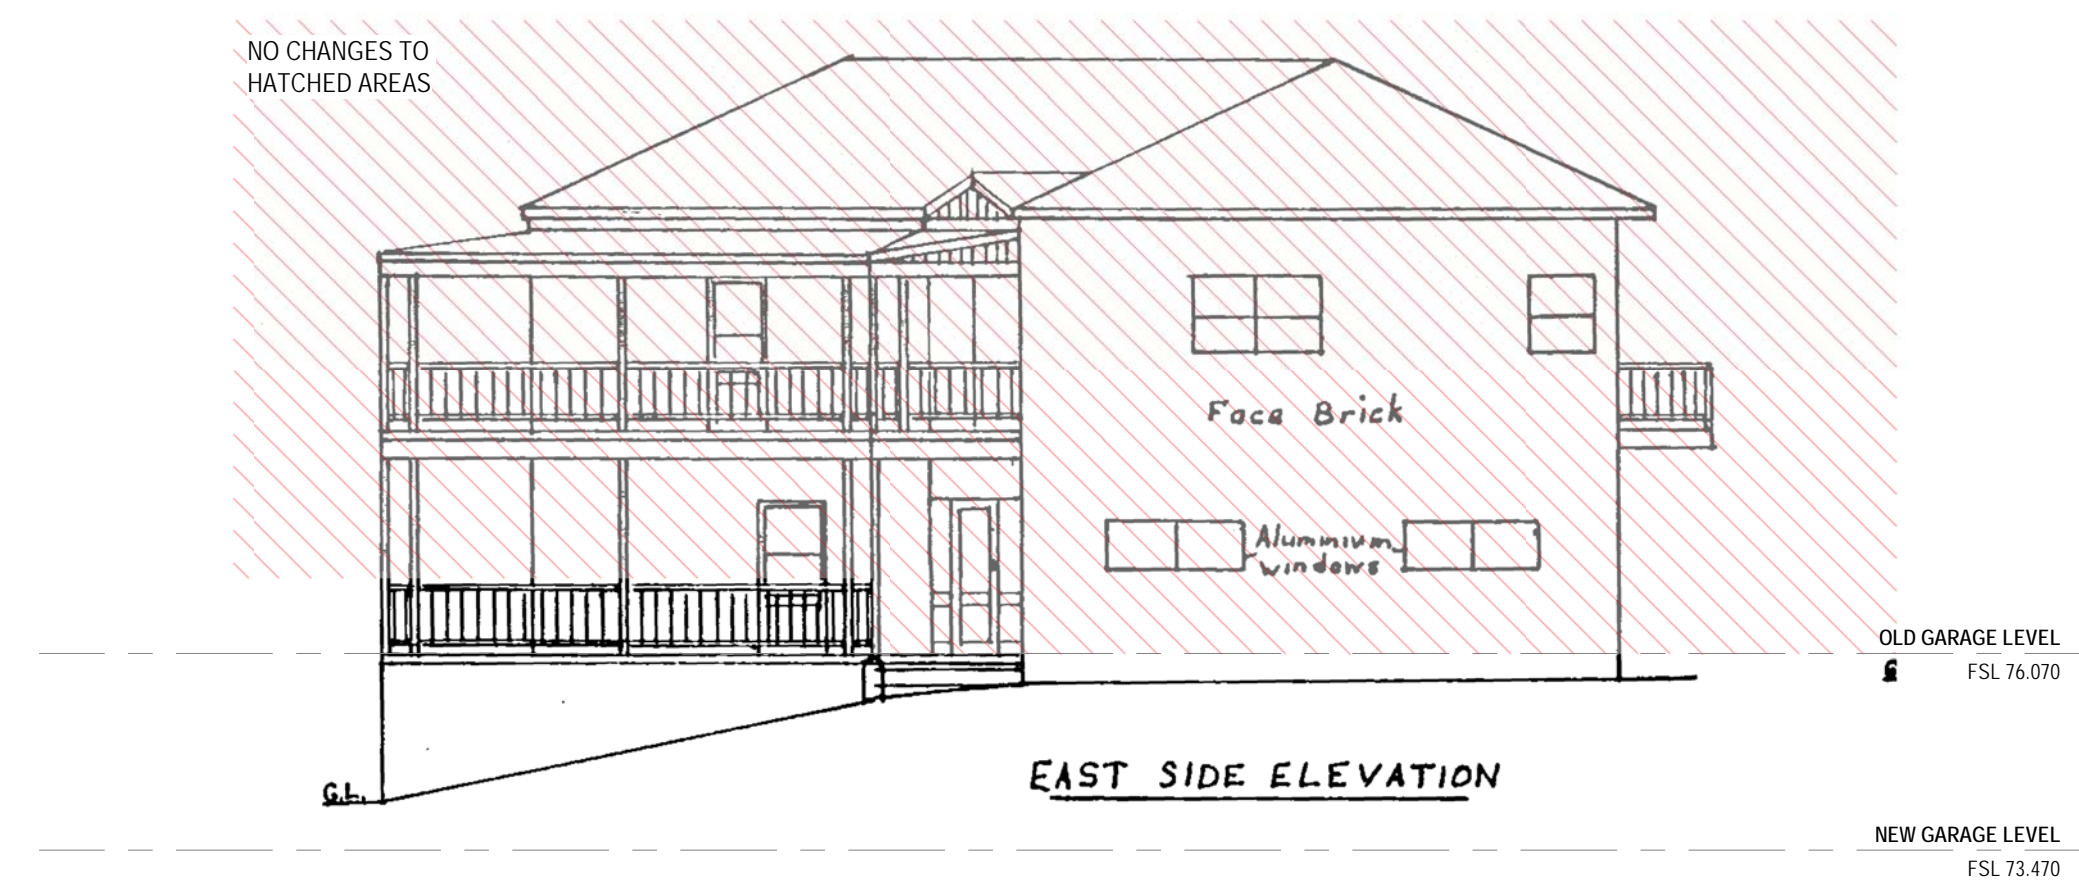 NO CHANGES TO
HATCHED AREAS
Face Brick
Aluminium
windows
OLD GARAGE LEVEL
FSL 76.070
EAST SIDE ELEVATION
G.L.
NEW GARAGE LEVEL
FSL 73.470